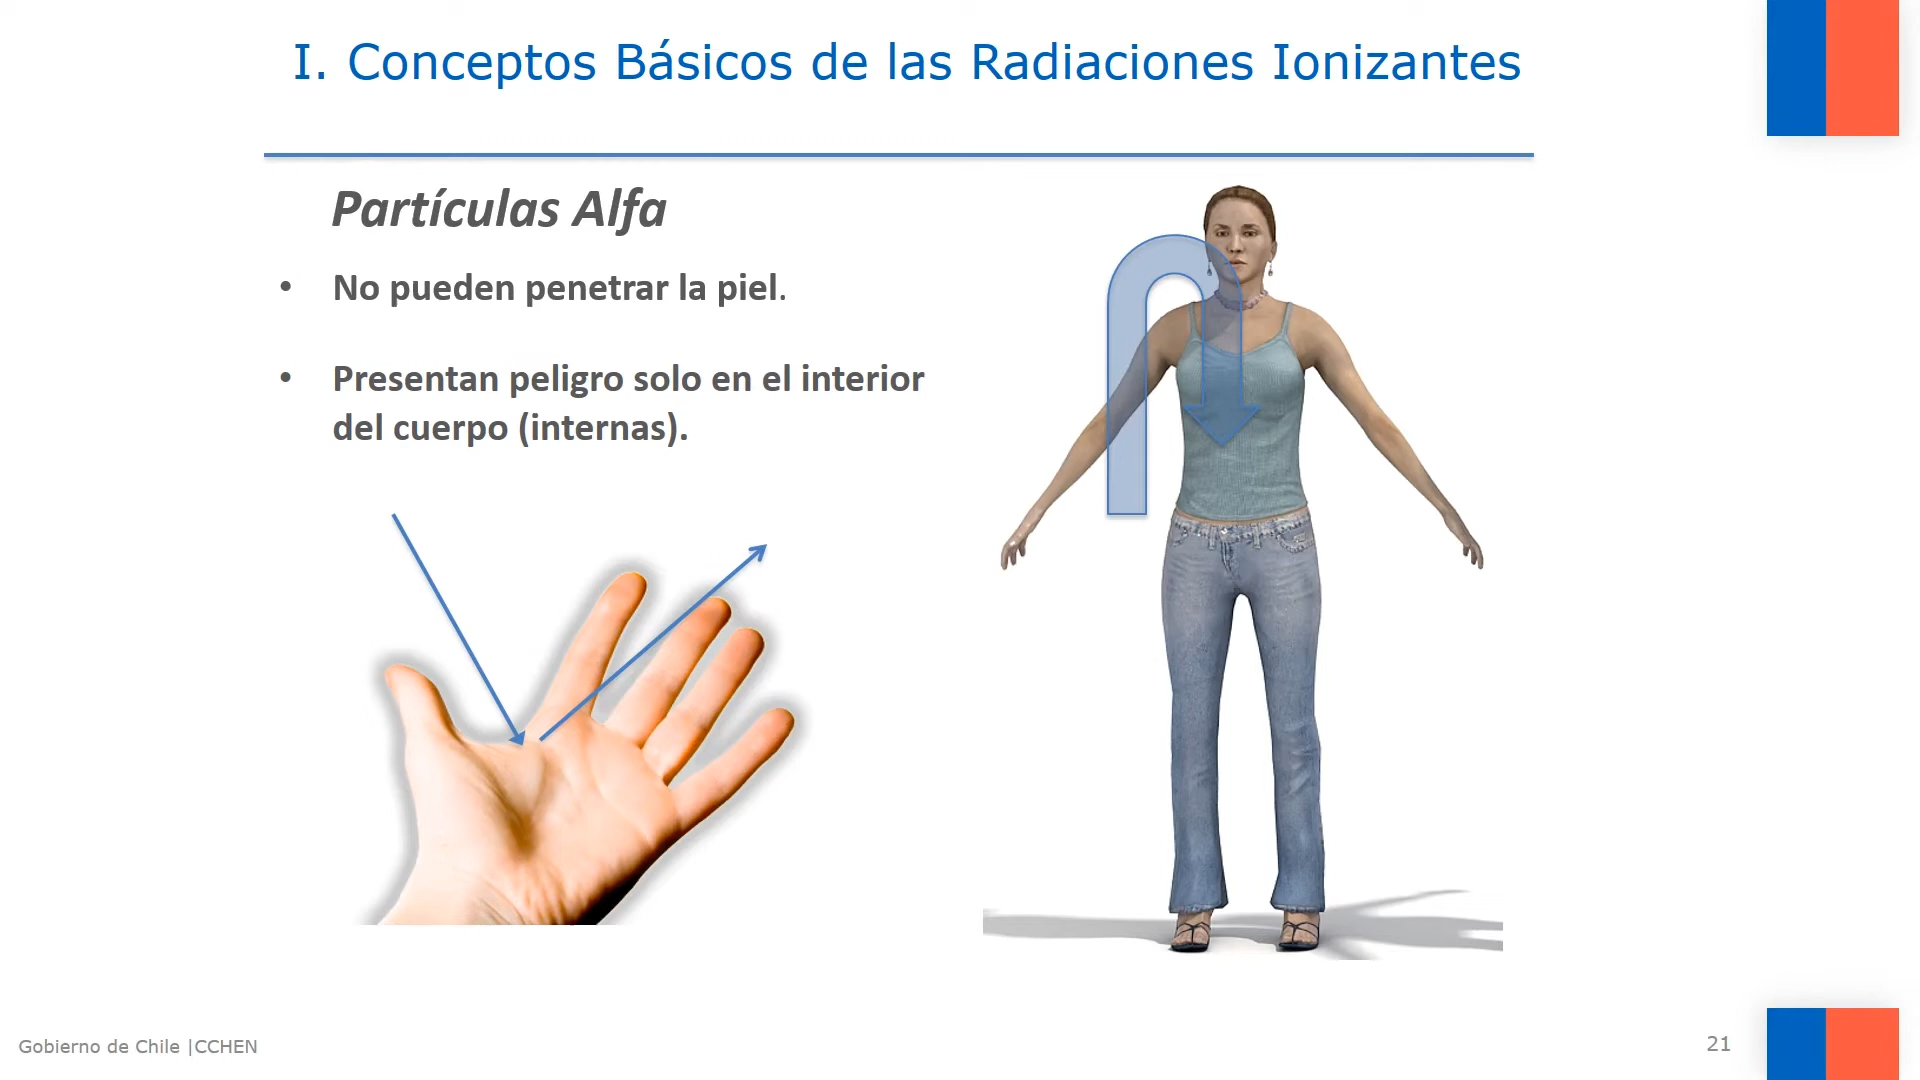 I. Conceptos Básicos de las Radiaciones Ionizantes
Partículas Alfa
• No pueden penetrar la piel.
• Presentan peligro solo en el interior
del cuerpo (internas).
Gobierno de Chile |CCHEN
21